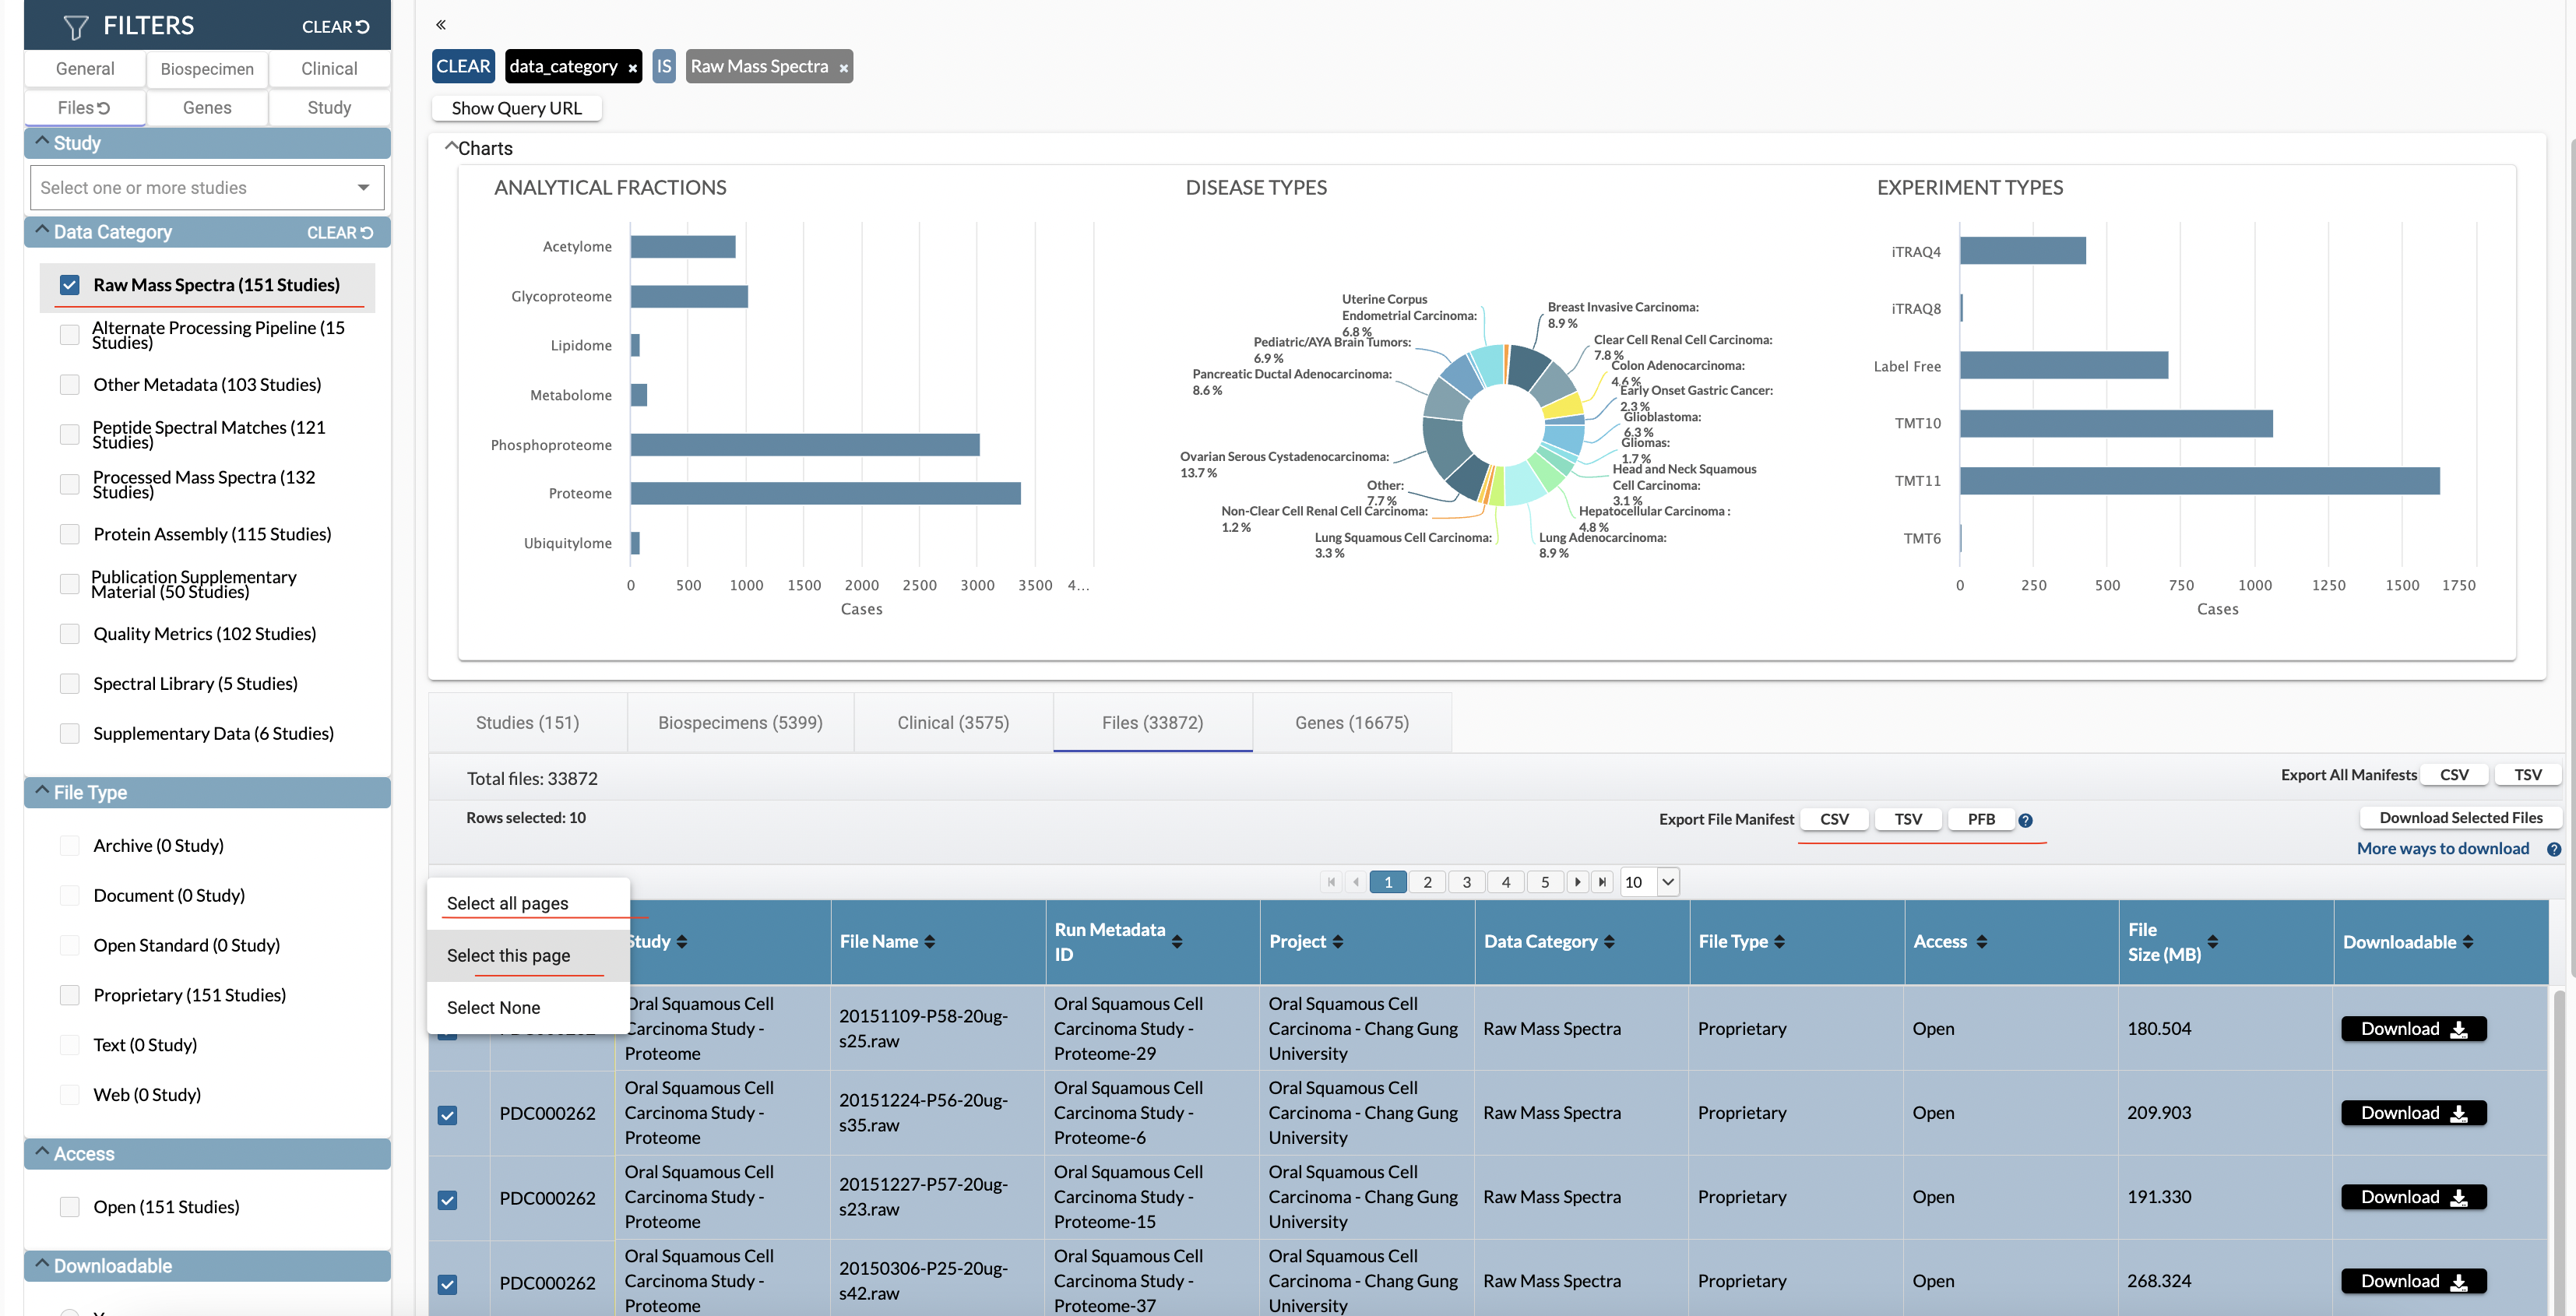 FILTERS
CLEAR
General
Biospecimen
Clinical
Files
Genes
Study
Study
Select one or more studies
Data Category
CLEAR
Raw Mass Spectra (151 Studies)
Alternate Processing Pipeline (15
Studies)
Other Metadata (103 Studies)
Peptide Spectral Matches (121
Studies)
Processed Mass Spectra (132
Studies)
Protein Assembly (115 Studies)
Publication Supplementary
Material (50 Studies)
Quality Metrics (102 Studies)
Spectral Library (5 Studies)
Supplementary Data (6 Studies)
File Type
Archive (0 Study)
Document (0 Study)
Open Standard (0 Study)
Proprietary (151 Studies)
Text (0 Study)
Web (0 Study)
Access
Open (151 Studies)
Downloadable
«
CLEAR data_category × IS Raw Mass Spectra ×
Show Query URL
Charts
ANALYTICAL FRACTIONS
Acetylome
Glycoproteome
Lipidome
Metabolome
Phosphoproteome
Proteome
Ubiquitylome
0 500 1000 1500 2000 2500 3000 3500 4...
Cases
DISEASE TYPES
Uterine Corpus
Endometrial Carcinoma:
6.8 %
Pediatric/AYA Brain Tumors:
6.9 %
Pancreatic Ductal Adenocarcinoma:
8.6 %
Ovarian Serous Cystadenocarcinoma:
13.7 %
Other:
7.7 %
Non-Clear Cell Renal Cell Carcinoma:
1.2 %
Lung Squamous Cell Carcinoma:
3.3 %
Breast Invasive Carcinoma:
8.9 %
Clear Cell Renal Cell Carcinoma:
7.8 %
Colon Adenocarcinoma:
4.6 %
Early Onset Gastric Cancer:
2.3 %
Glioblastoma:
6.3 %
Gliomas:
1.7 %
Head and Neck Squamous
Cell Carcinoma:
3.1 %
Hepatocellular Carcinoma :
4.8 %
Lung Adenocarcinoma:
8.9 %
EXPERIMENT TYPES
iTRAQ4
iTRAQ8
Label Free
TMT10
TMT11
TMT6
0 250 500 750 1000 1250 1500 1750
Cases
Studies (151)
Biospecimens (5399)
Clinical (3575)
Files (33872)
Genes (16675)
Total files: 33872
Export All Manifests CSV TSV
Rows selected: 10
Export File Manifest CSV TSV PFB ?
Download Selected Files
More ways to download ?
1 2 3 4 5 10
Select all pages
Select this page
Select None
Study
File Name
Run Metadata
ID
Project
Data Category
File Type
Access
File
Size (MB)
Downloadable
Oral Squamous Cell
Carcinoma Study -
Proteome
20151109-P58-20ug-
s25.raw
Oral Squamous Cell
Carcinoma Study -
Proteome-29
Oral Squamous Cell
Carcinoma - Chang Gung
University
Raw Mass Spectra
Proprietary
Open
180.504
Download
PDC000262
Oral Squamous Cell
Carcinoma Study -
Proteome
20151224-P56-20ug-
s35.raw
Oral Squamous Cell
Carcinoma Study -
Proteome-6
Oral Squamous Cell
Carcinoma - Chang Gung
University
Raw Mass Spectra
Proprietary
Open
209.903
Download
PDC000262
Oral Squamous Cell
Carcinoma Study -
Proteome
20151227-P57-20ug-
s23.raw
Oral Squamous Cell
Carcinoma Study -
Proteome-15
Oral Squamous Cell
Carcinoma - Chang Gung
University
Raw Mass Spectra
Proprietary
Open
191.330
Download
PDC000262
Oral Squamous Cell
Carcinoma Study -
Proteome
20150306-P25-20ug-
s42.raw
Oral Squamous Cell
Carcinoma Study -
Proteome-37
Oral Squamous Cell
Carcinoma - Chang Gung
University
Raw Mass Spectra
Proprietary
Open
268.324
Download